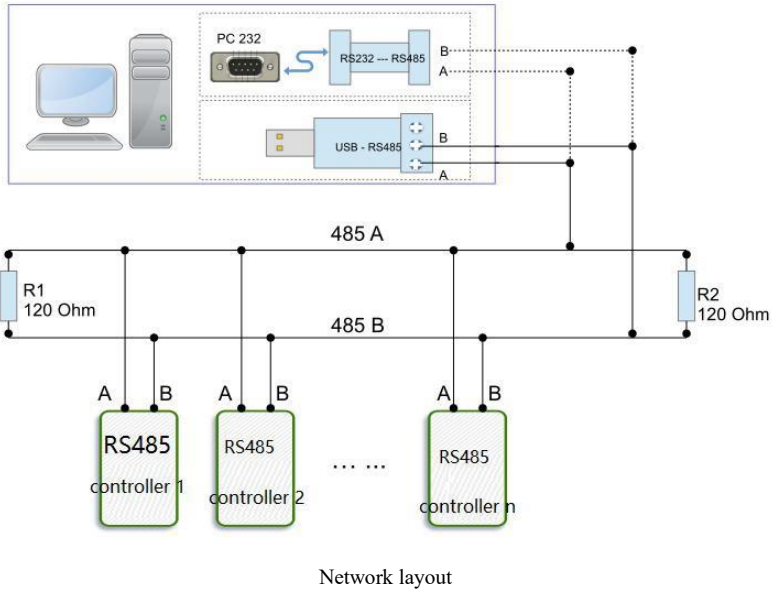 PC 232
RS232 --- RS485
B
A
USB - RS485
B
A
485 A
R1
120 Ohm
R2
120 Ohm
485 B
A B A B A B
RS485
controller 1
RS485
controller 2
... ...
RS485
controller n
Network layout